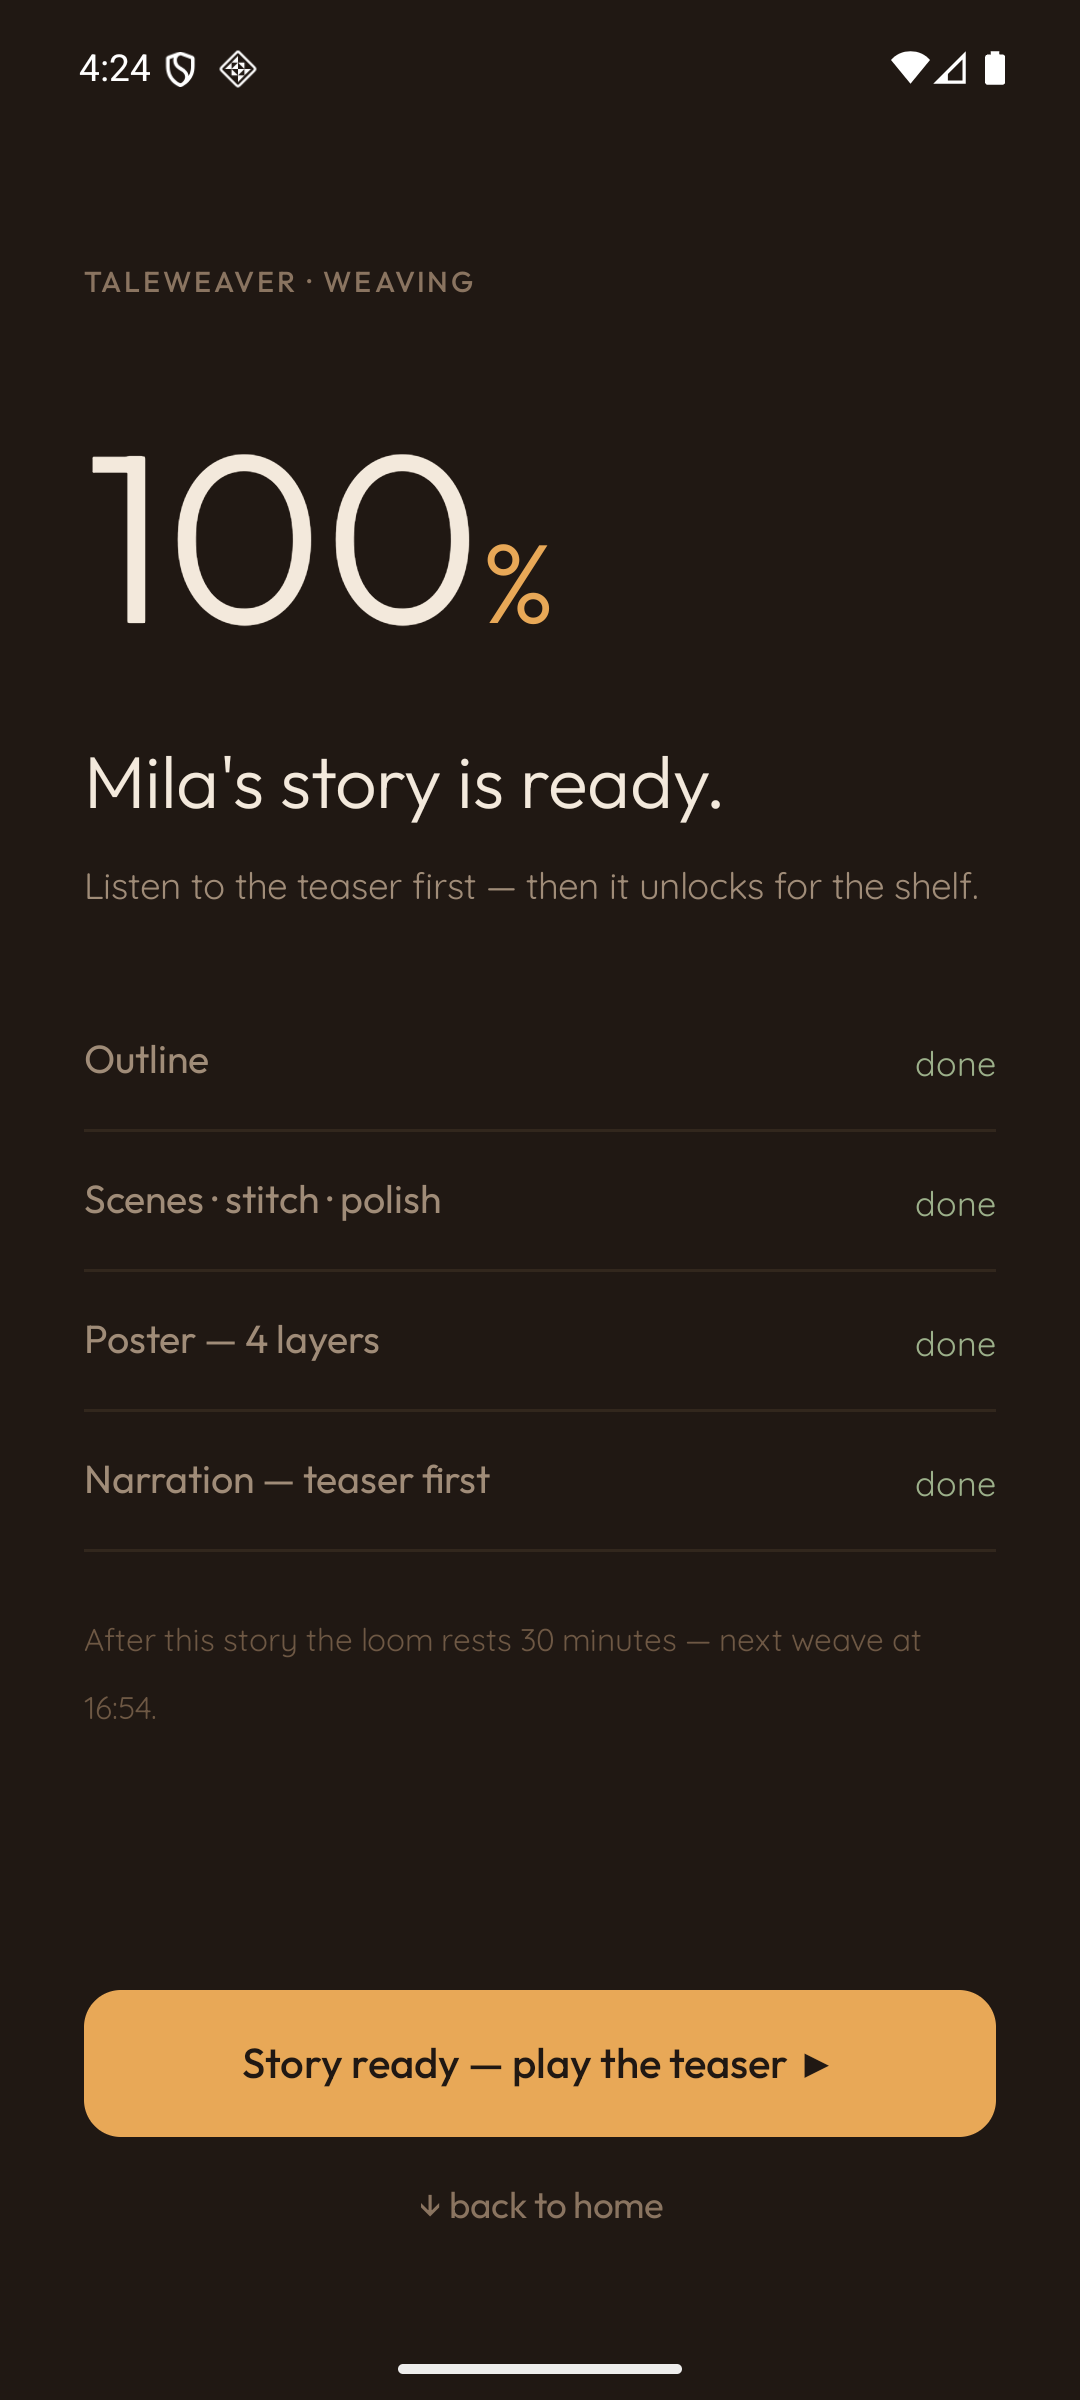 4:24
TALEWEAVER · WEAVING
100%
Mila's story is ready.
Listen to the teaser first — then it unlocks for the shelf.
Outline done
Scenes · stitch · polish done
Poster — 4 layers done
Narration — teaser first done
After this story the loom rests 30 minutes — next weave at
16:54.
Story ready — play the teaser ▶
↓ back to home